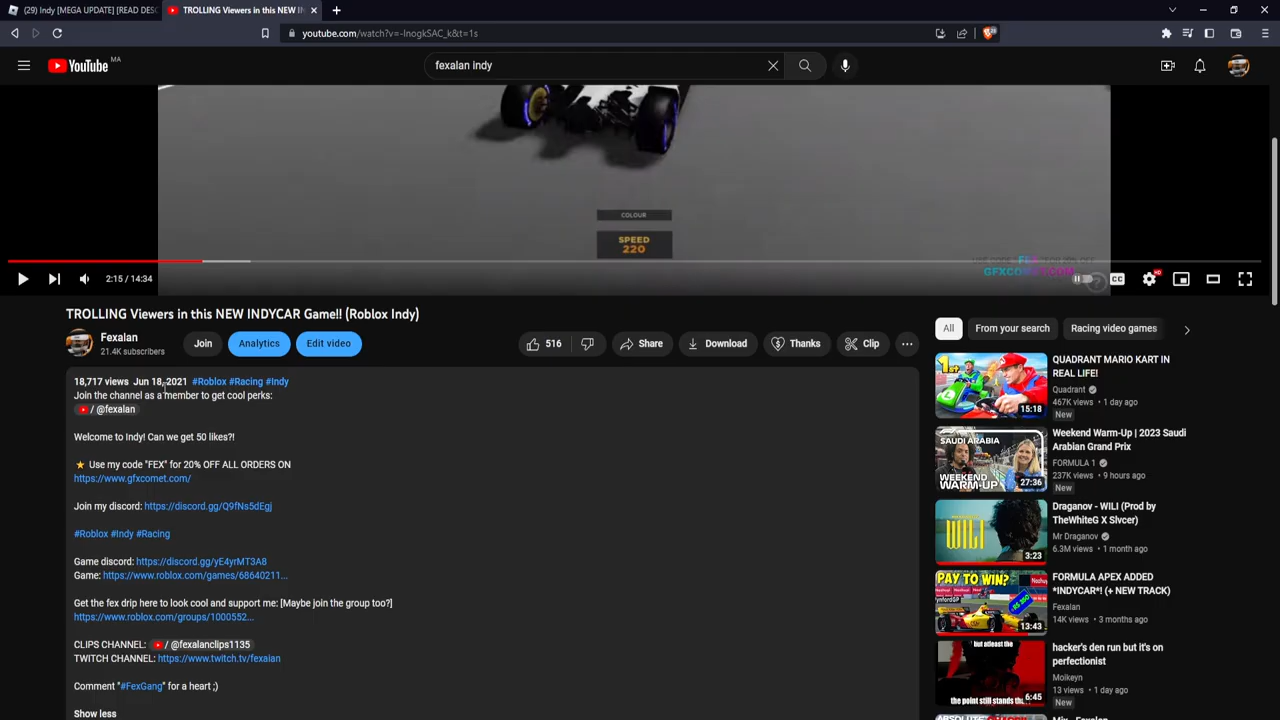 (29) Indy [MEGA UPDATE] [READ DESC
TROLLING Viewers in this NEW IN
youtube.com/watch?v=-InogkSAC_k&t=1s
YouTube MA
fexalan indy
COLOUR
SPEED
220
2:15 / 14:34
CC
HD
TROLLING Viewers in this NEW INDYCAR Game!! (Roblox Indy)
Fexalan
21.4K subscribers
Join
Analytics
Edit video
516
Share
Download
Thanks
Clip
18,717 views Jun 18, 2021 #Roblox #Racing #Indy
Join the channel as a member to get cool perks:
/ @fexalan
Welcome to Indy! Can we get 50 likes?!
Use my code "FEX" for 20% OFF ALL ORDERS ON
https://www.gfxcomet.com/
Join my discord: https://discord.gg/Q9fNs5dEgj
#Roblox #Indy #Racing
Game discord: https://discord.gg/yE4yrMT3A8
Game: https://www.roblox.com/games/68640211...
Get the fex drip here to look cool and support me: [Maybe join the group too?]
https://www.roblox.com/groups/1000552...
CLIPS CHANNEL: / @fexalanclips1135
TWITCH CHANNEL: https://www.twitch.tv/fexalan
Comment "#FexGang" for a heart ;)
Show less
All
From your search
Racing video games
1st
15:18
QUADRANT MARIO KART IN
REAL LIFE!
Quadrant
467K views • 1 day ago
New
SAUDI ARABIA
WEEKEND
WARM-UP
27:36
Weekend Warm-Up | 2023 Saudi
Arabian Grand Prix
FORMULA 1
237K views • 9 hours ago
New
WILI
3:23
Draganov - WILI (Prod by
TheWhiteG X Slvcer)
Mr Draganov
6.3M views • 1 month ago
PAY TO WIN?
13:43
FORMULA APEX ADDED
*INDYCAR*! (+ NEW TRACK)
Fexalan
14K views • 3 months ago
but atleast the
the point still stands
6:45
hacker's den run but it's on
perfectionist
Moikeyn
13 views • 1 day ago
New